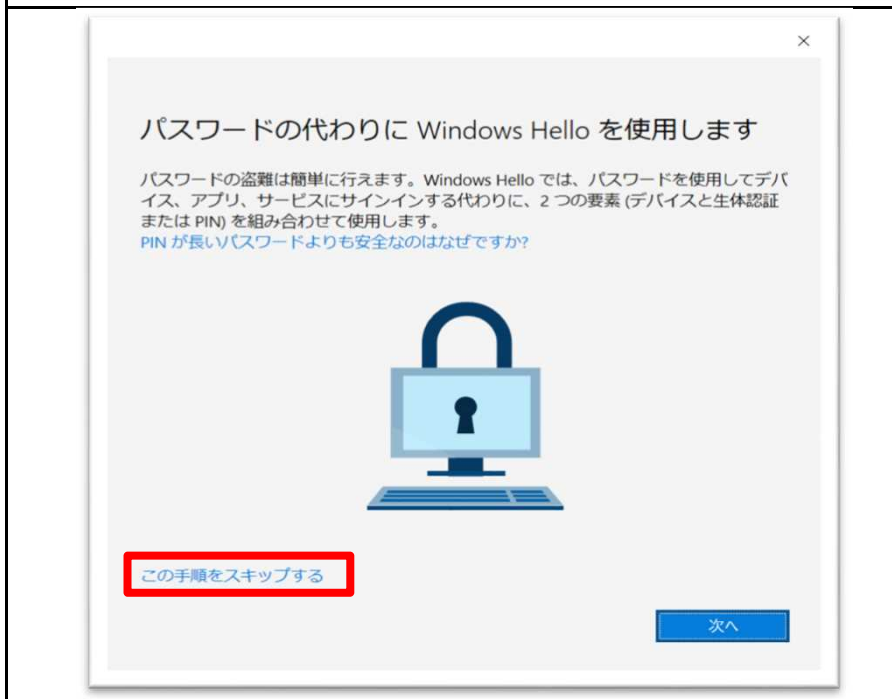 パスワードの代わりに Windows Hello を使用します
パスワードの盗難は簡単に行えます。Windows Hello では、パスワードを使用してデバ
イス、アプリ、サービスにサインインする代わりに、2 つの要素 (デバイスと生体認証
または PIN) を組み合わせて使用します。
PIN が長いパスワードよりも安全なのはなぜですか?
この手順をスキップする
次へ